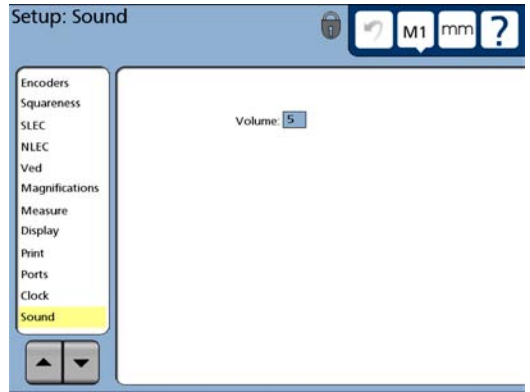 Setup: Sound
M1 mm ?
Encoders
Squareness
SLEC
NLEC
Ved
Magnifications
Measure
Display
Print
Ports
Clock
Sound
Volume: 5